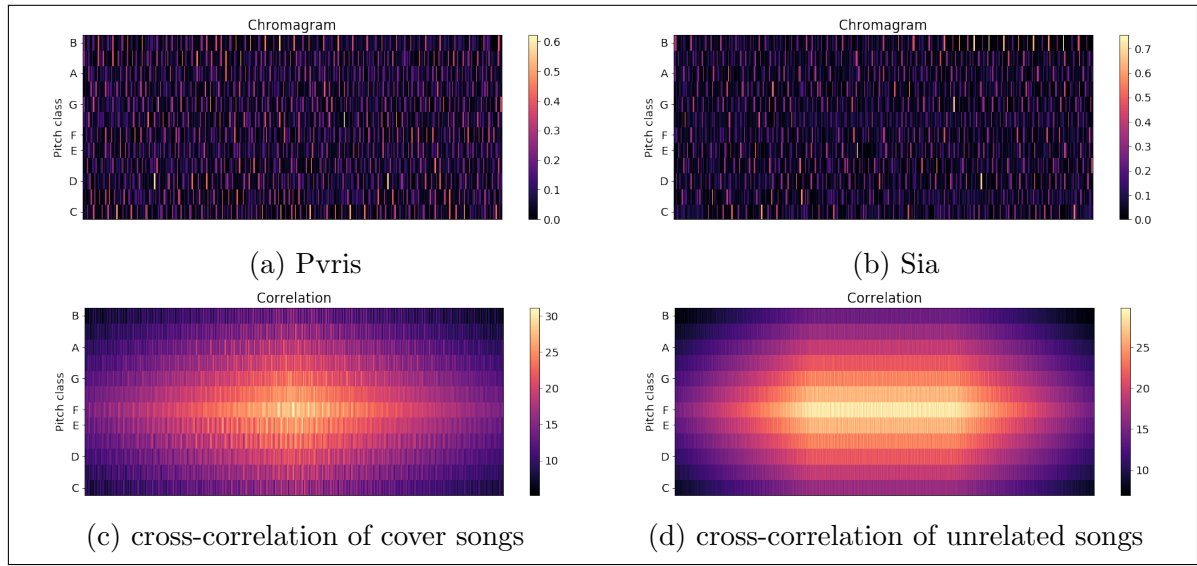 Chromagram
B
A
G
F
E
D
C
Pitch class
0.6
0.5
0.4
0.3
0.2
0.1
0.0
(a) Pvris
Chromagram
B
A
G
F
E
D
C
Pitch class
0.7
0.6
0.5
0.4
0.3
0.2
0.1
0.0
(b) Sia
Correlation
B
A
G
F
E
D
C
Pitch class
30
25
20
15
10
(c) cross-correlation of cover songs
Correlation
B
A
G
F
E
D
C
Pitch class
25
20
15
10
(d) cross-correlation of unrelated songs